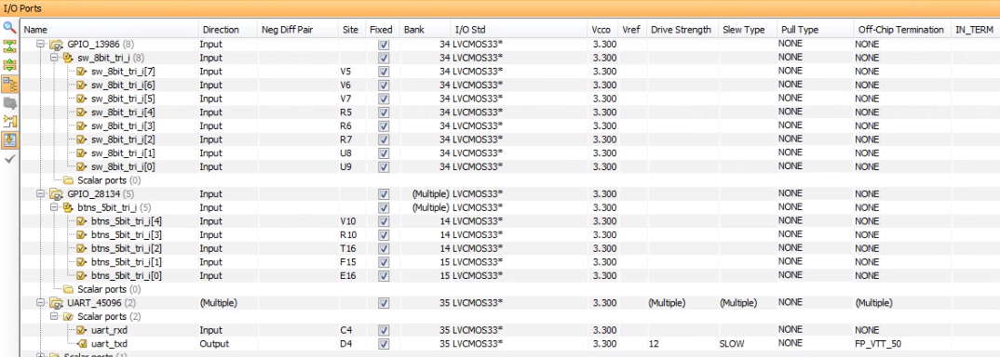 I/O Ports
Name Direction Neg Diff Pair Site Fixed Bank I/O Std Vcco Vref Drive Strength Slew Type Pull Type Off-Chip Termination IN_TERM
GPIO_13986 (8) Input 34 LVCMOS33* 3.300 NONE NONE
sw_8bit_tri_i (8) Input 34 LVCMOS33* 3.300 NONE NONE
sw_8bit_tri_i[7] Input V5 34 LVCMOS33* 3.300 NONE NONE
sw_8bit_tri_i[6] Input V6 34 LVCMOS33* 3.300 NONE NONE
sw_8bit_tri_i[5] Input V7 34 LVCMOS33* 3.300 NONE NONE
sw_8bit_tri_i[4] Input R5 34 LVCMOS33* 3.300 NONE NONE
sw_8bit_tri_i[3] Input R6 34 LVCMOS33* 3.300 NONE NONE
sw_8bit_tri_i[2] Input R7 34 LVCMOS33* 3.300 NONE NONE
sw_8bit_tri_i[1] Input U8 34 LVCMOS33* 3.300 NONE NONE
sw_8bit_tri_i[0] Input U9 34 LVCMOS33* 3.300 NONE NONE
Scalar ports (0)
GPIO_28134 (5) Input (Multiple) LVCMOS33* 3.300 NONE NONE
btns_5bit_tri_i (5) Input (Multiple) LVCMOS33* 3.300 NONE NONE
btns_5bit_tri_i[4] Input V10 14 LVCMOS33* 3.300 NONE NONE
btns_5bit_tri_i[3] Input R10 14 LVCMOS33* 3.300 NONE NONE
btns_5bit_tri_i[2] Input T16 14 LVCMOS33* 3.300 NONE NONE
btns_5bit_tri_i[1] Input F15 15 LVCMOS33* 3.300 NONE NONE
btns_5bit_tri_i[0] Input E16 15 LVCMOS33* 3.300 NONE NONE
Scalar ports (0)
UART_45096 (2) (Multiple) 35 LVCMOS33* 3.300 (Multiple) (Multiple) NONE (Multiple)
Scalar ports (2)
uart_rxd Input C4 35 LVCMOS33* 3.300 NONE NONE
uart_txd Output D4 35 LVCMOS33* 3.300 12 SLOW NONE FP_VTT_50
Scalar ports (1)